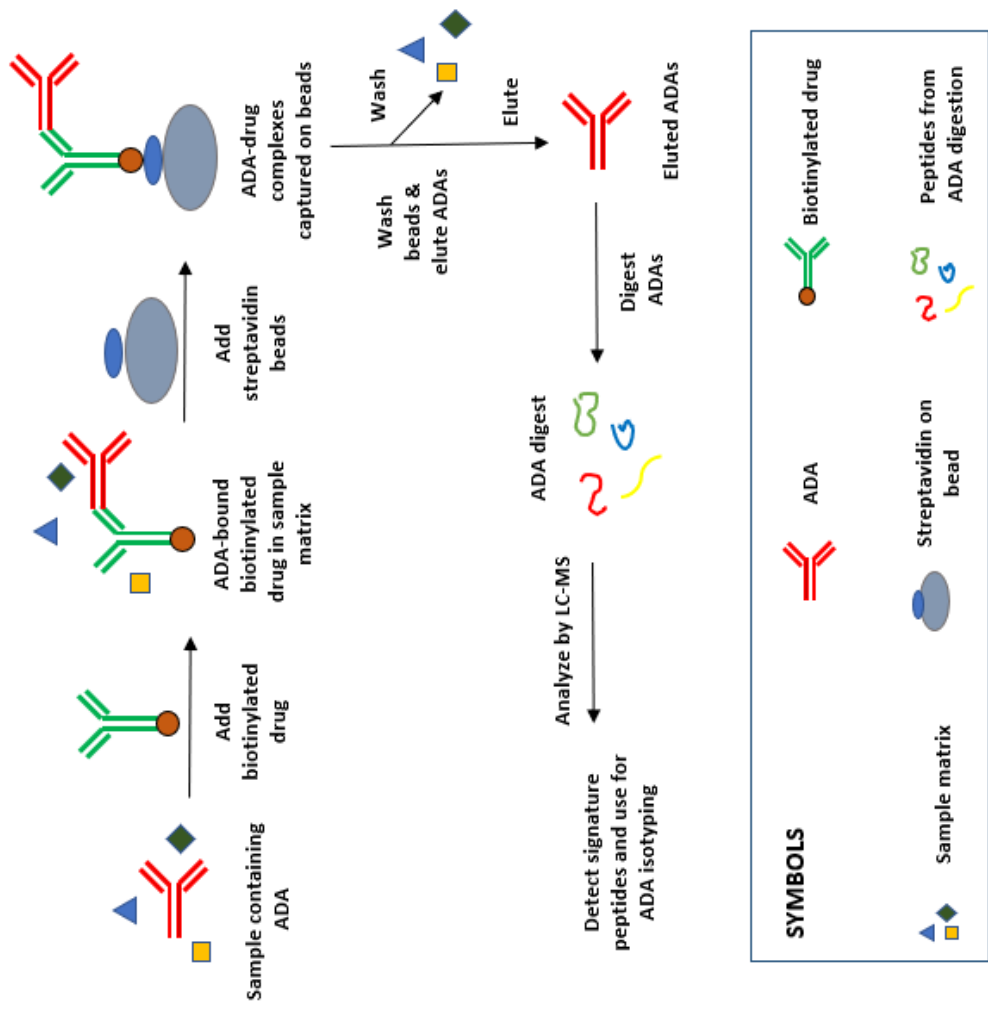 Sample containing
ADA
Add
biotinylated
drug
ADA-bound
biotinylated
drug in sample
matrix
Add
streptavidin
beads
ADA-drug
complexes
captured on beads
Wash
beads &
elute ADAs
Wash
Elute
Eluted ADAs
Digest
ADAs
ADA digest
Analyze by LC-MS
Detect signature
peptides and use for
ADA isotyping
SYMBOLS
ADA
Biotinylated drug
Sample matrix
Streptavidin on
bead
Peptides from
ADA digestion